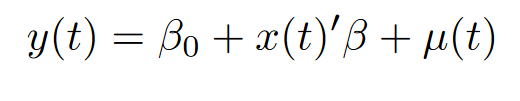 y(t) = β₀ + x(t)′β + μ(t)